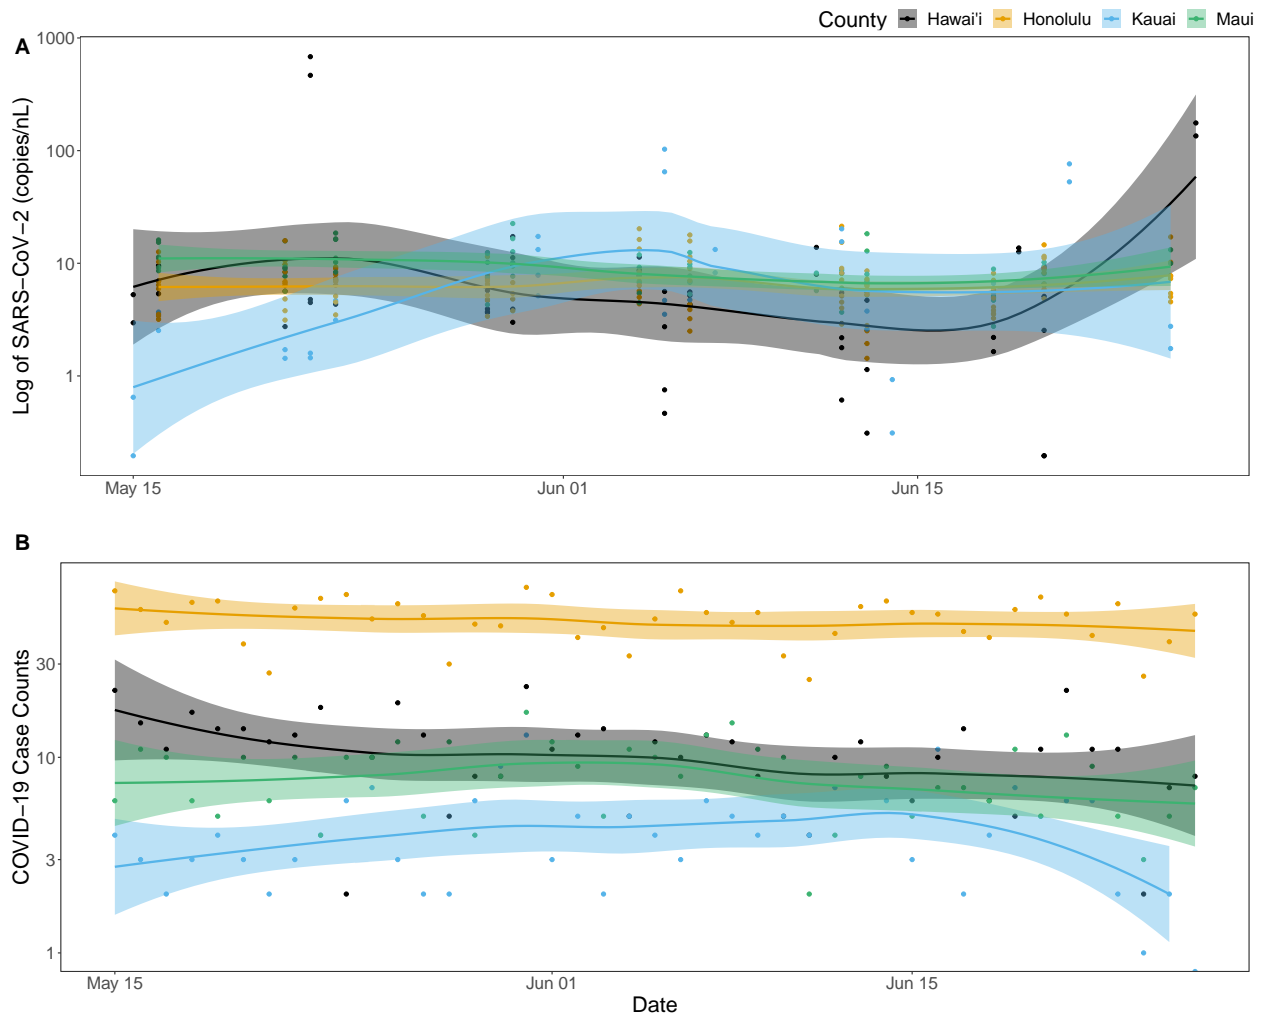 County Hawai'i Honolulu Kauai Maui
A
1000
100
10
1
Log of SARS−CoV−2 (copies/nL)
May 15 Jun 01 Jun 15
B
30
10
3
1
COVID−19 Case Counts
May 15 Jun 01 Jun 15
Date